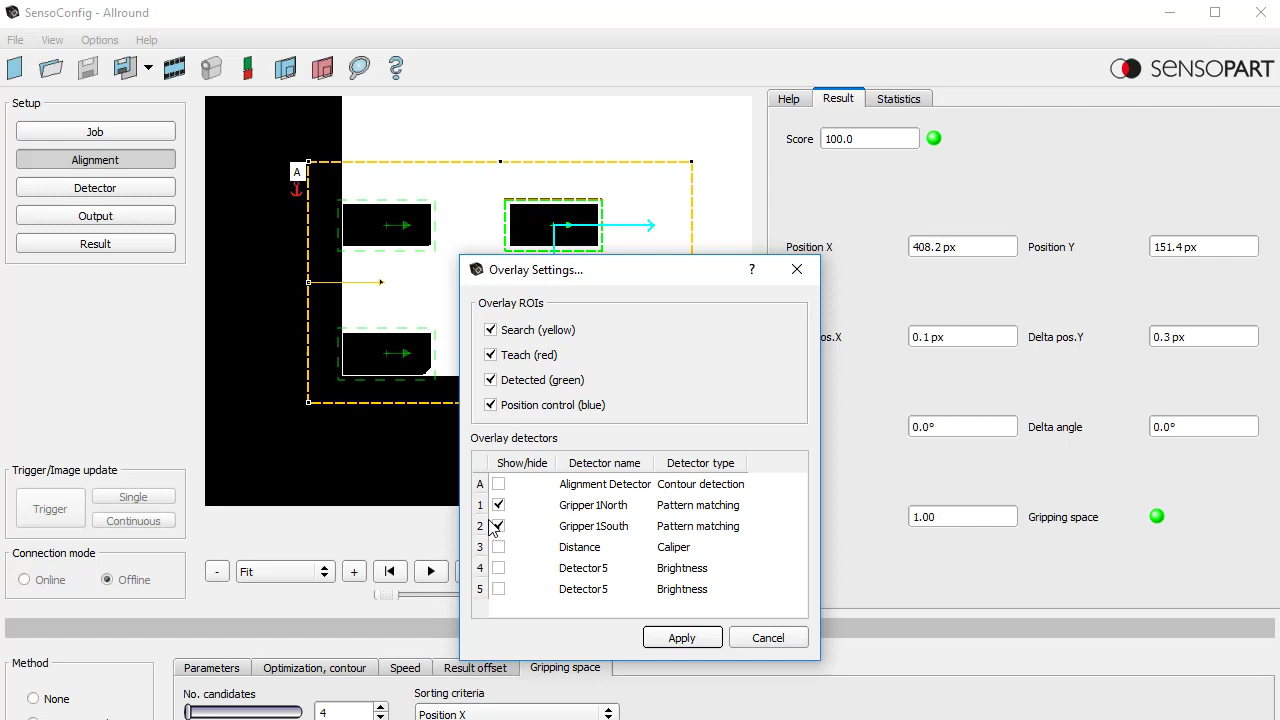 SensoConfig - Allround
File View Options Help
SENSOPART
Setup
Job
Alignment
Detector
Output
Result
A
Help Result Statistics
Score 100.0
Position X 408.2 px Position Y 151.4 px
os.X 0.1 px Delta pos.Y 0.3 px
0.0° Delta angle 0.0°
1.00 Gripping space
Overlay Settings... ?
Overlay ROIs
Search (yellow)
Teach (red)
Detected (green)
Position control (blue)
Overlay detectors
Show/hide Detector name Detector type
A Alignment Detector Contour detection
1 Gripper1North Pattern matching
2 Gripper1South Pattern matching
3 Distance Caliper
4 Detector5 Brightness
5 Detector5 Brightness
Apply Cancel
Trigger/Image update
Trigger Single
Continuous
Connection mode
Online Offline
- Fit +
Method
None
Parameters Optimization, contour Speed Result offset Gripping space
No. candidates 4
Sorting criteria
Position X